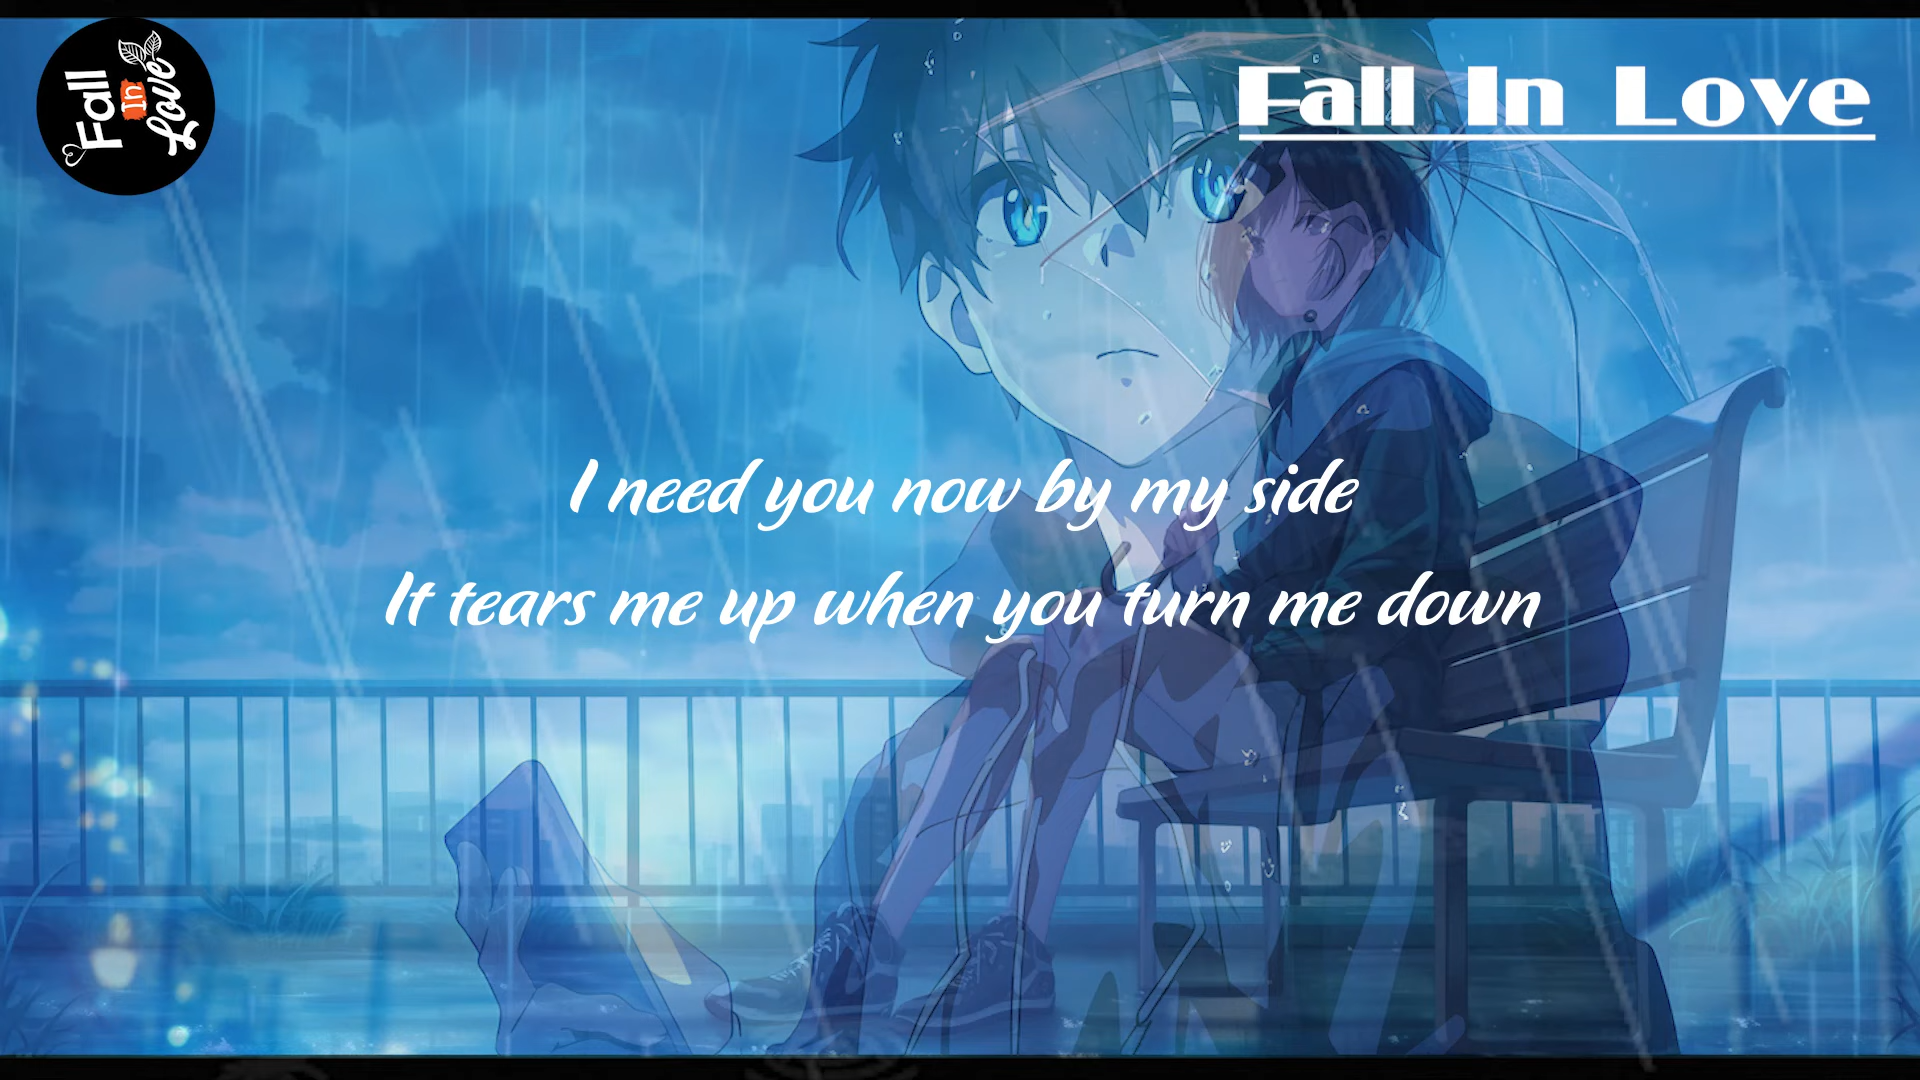 Fall
In
Love
Fall In Love
I need you now by my side
It tears me up when you turn me down